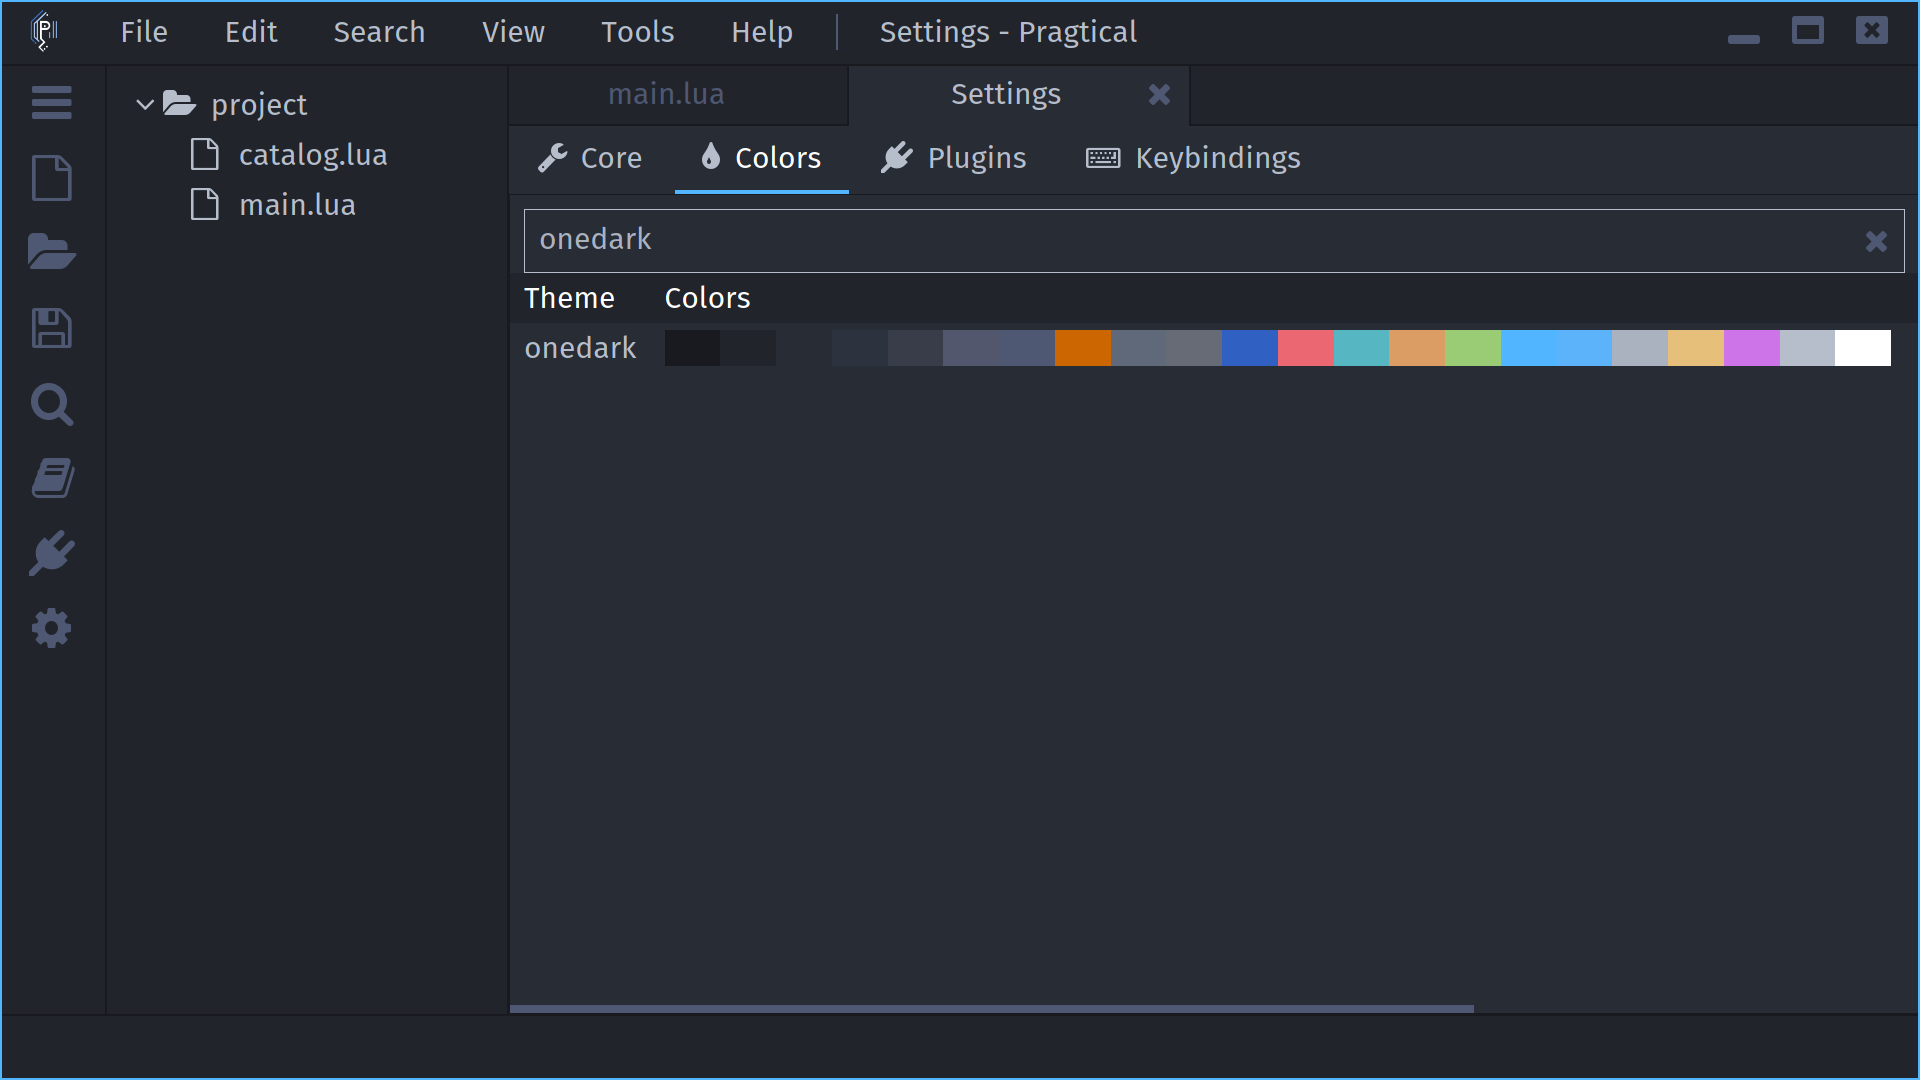 File Edit Search View Tools Help Settings - Pragtical
project
catalog.lua
main.lua
main.lua Settings
Core Colors Plugins Keybindings
onedark
Theme Colors
onedark